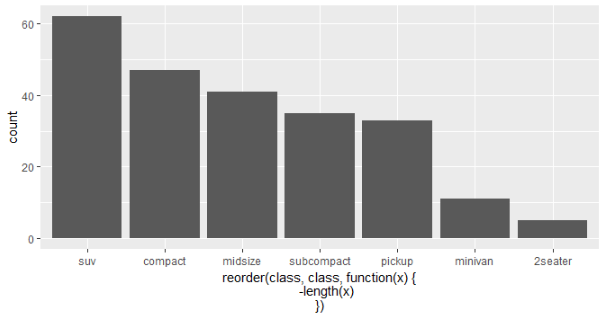 60
40
20
0
count
suv compact midsize subcompact pickup minivan 2seater
reorder(class, class, function(x) {
-length(x)
})